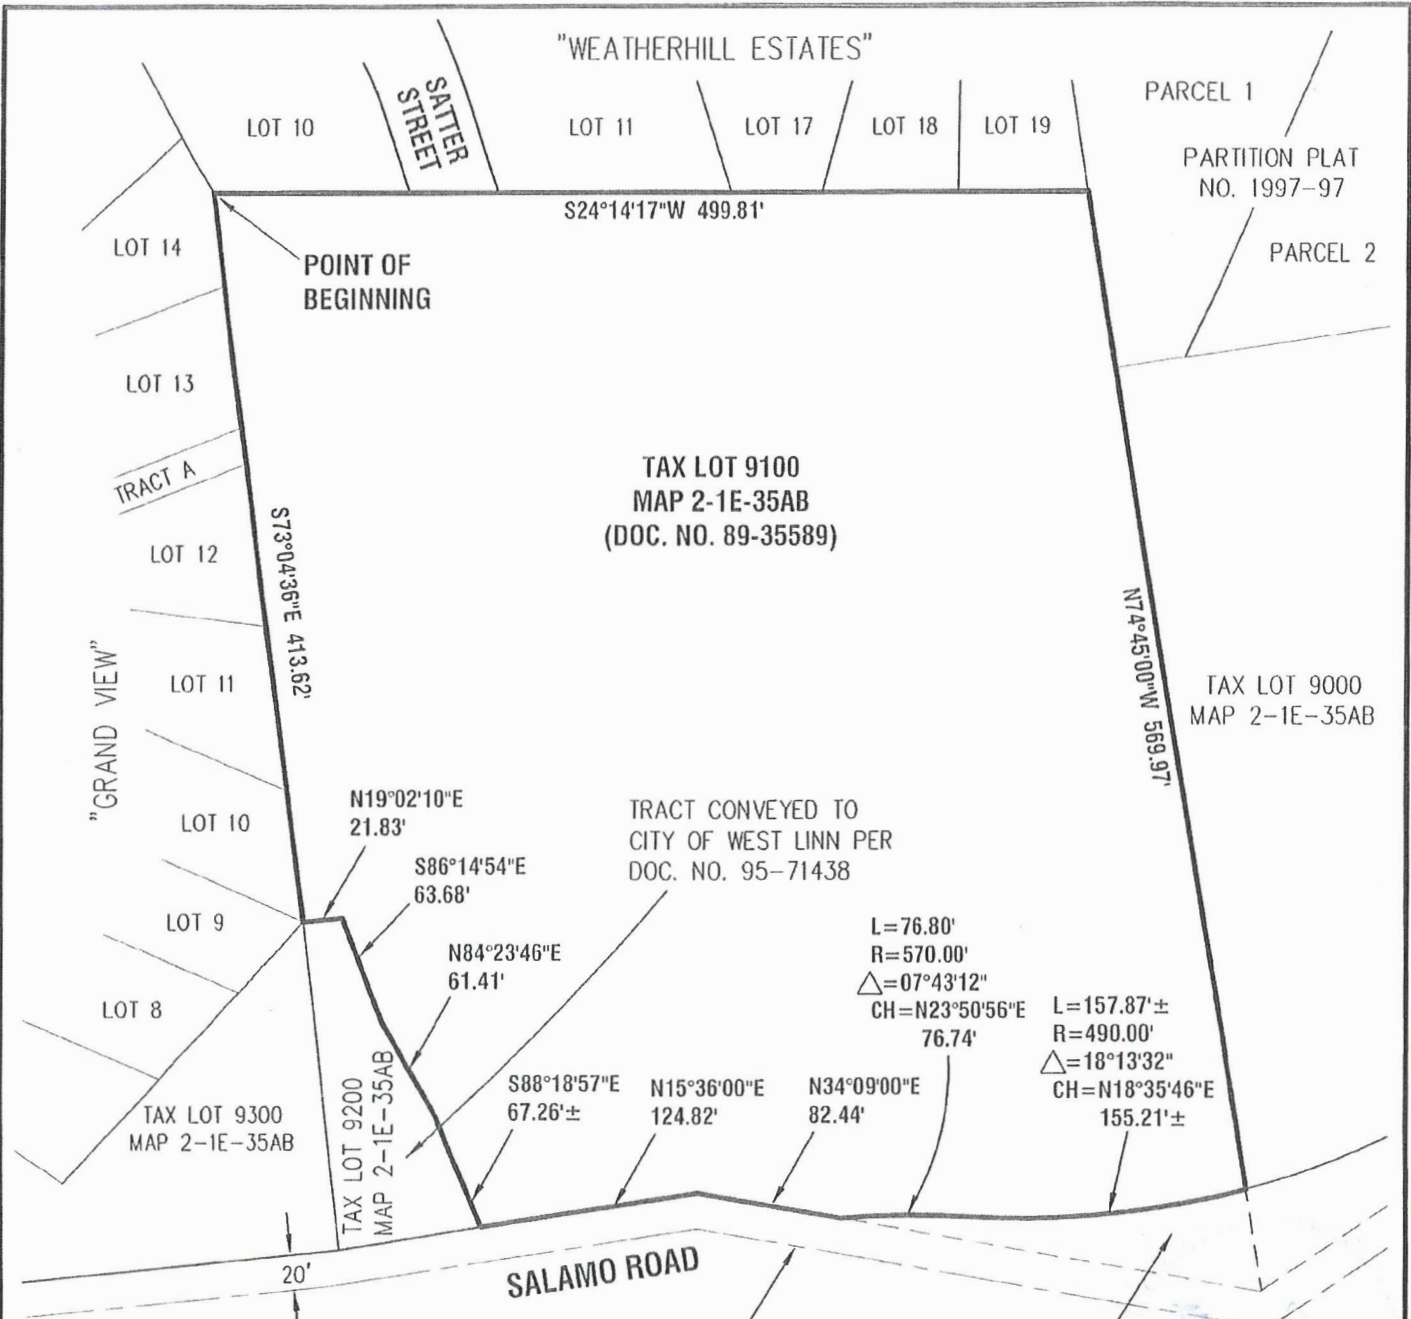 "WEATHERHILL ESTATES"
LOT 10
SATTER
STREET
LOT 11
LOT 17
LOT 18
LOT 19
PARCEL 1
PARTITION PLAT
NO. 1997-97
PARCEL 2
S24°14'17"W 499.81'
POINT OF
BEGINNING
LOT 14
LOT 13
TRACT A
LOT 12
LOT 11
LOT 10
LOT 9
LOT 8
"GRAND VIEW"
S73°04'36"E 413.62'
TAX LOT 9100
MAP 2-1E-35AB
(DOC. NO. 89-35589)
N74°45'00"W 569.97'
TAX LOT 9000
MAP 2-1E-35AB
N19°02'10"E
21.83'
S86°14'54"E
63.68'
N84°23'46"E
61.41'
TRACT CONVEYED TO
CITY OF WEST LINN PER
DOC. NO. 95-71438
L=76.80'
R=570.00'
△=07°43'12"
CH=N23°50'56"E
76.74'
L=157.87'±
R=490.00'
△=18°13'32"
CH=N18°35'46"E
155.21'±
S88°18'57"E
67.26'±
N15°36'00"E
124.82'
N34°09'00"E
82.44'
TAX LOT 9300
MAP 2-1E-35AB
TAX LOT 9200
MAP 2-1E-35AB
20'
SALAMO ROAD